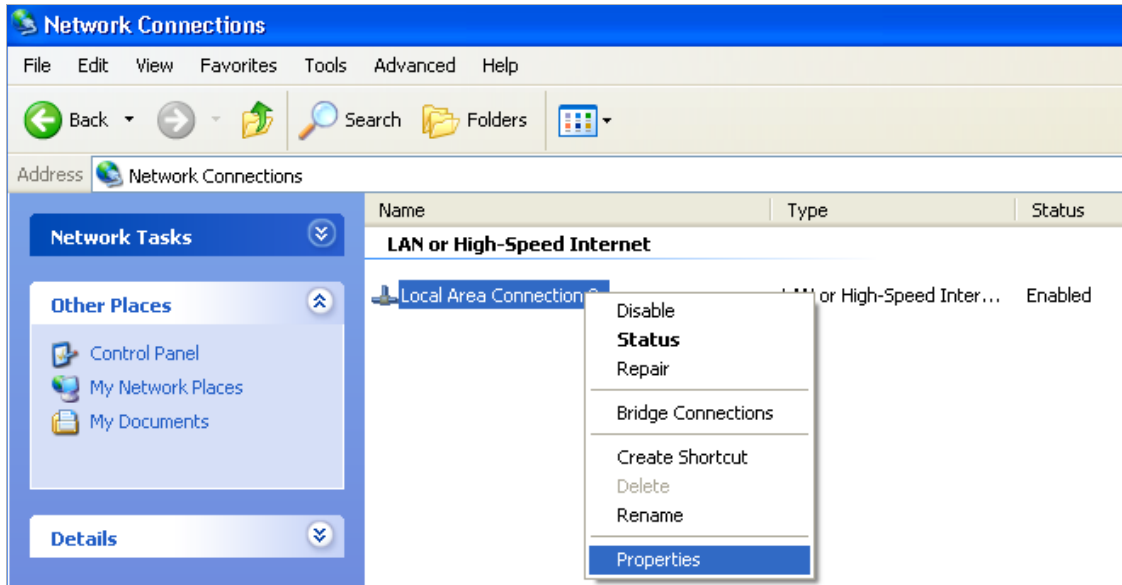 Network Connections
File Edit View Favorites Tools Advanced Help
Back Search Folders
Address Network Connections
Name Type Status
Network Tasks
LAN or High-Speed Internet
Other Places
Local Area Connection or High-Speed Inter... Enabled
Control Panel
My Network Places
My Documents
Details
Disable
Status
Repair
Bridge Connections
Create Shortcut
Delete
Rename
Properties